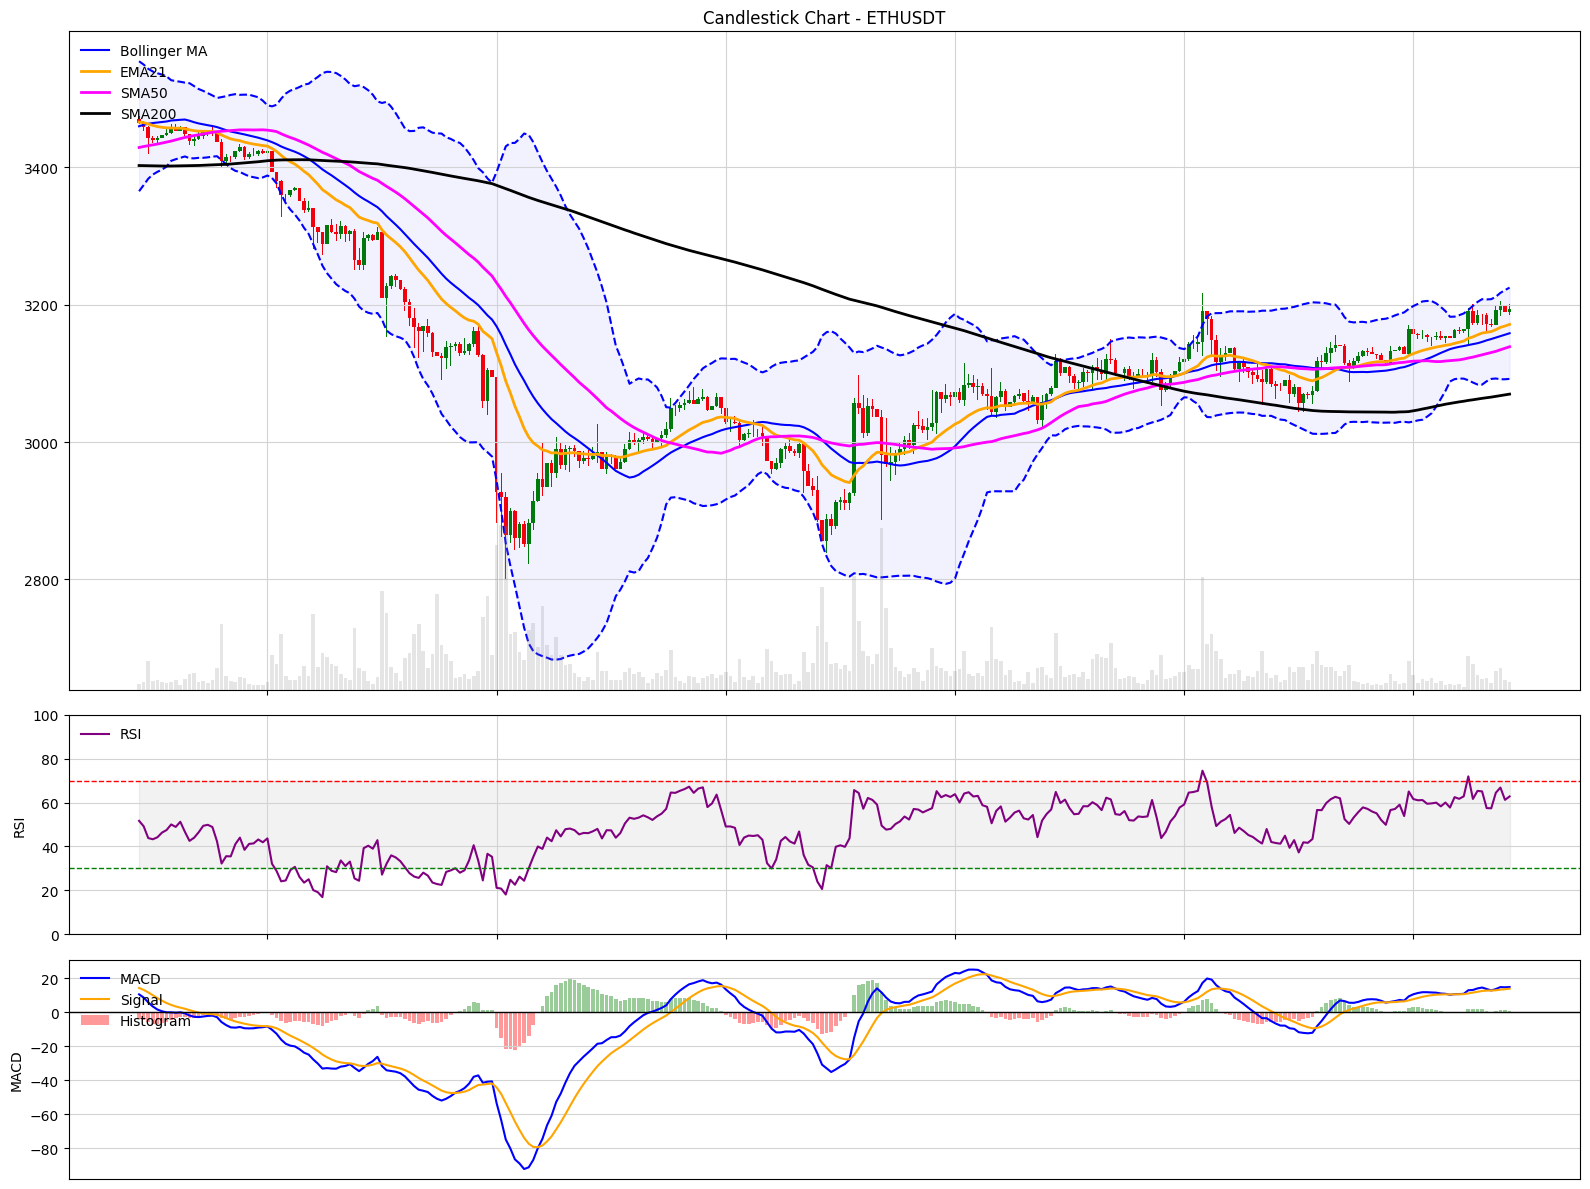 Candlestick Chart - ETHUSDT
Bollinger MA
EMA21
SMA50
SMA200
3400
3200
3000
2800
RSI
100
80
60
40
20
0
RSI
MACD
Signal
Histogram
20
0
−20
−40
−60
−80
MACD